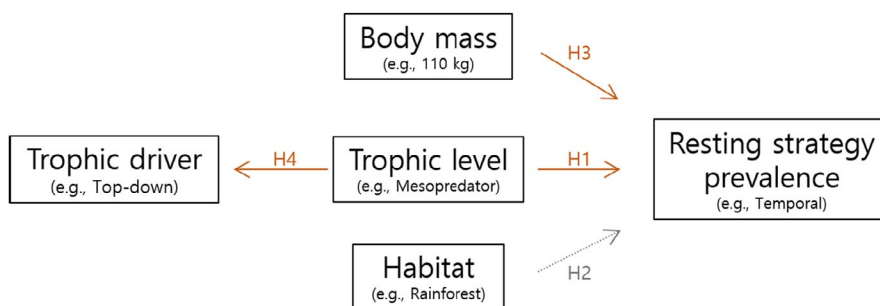 Body mass
(e.g., 110 kg)
H3
Trophic driver
(e.g., Top-down)
H4
Trophic level
(e.g., Mesopredator)
H1
Resting strategy
prevalence
(e.g., Temporal)
Habitat
(e.g., Rainforest)
H2